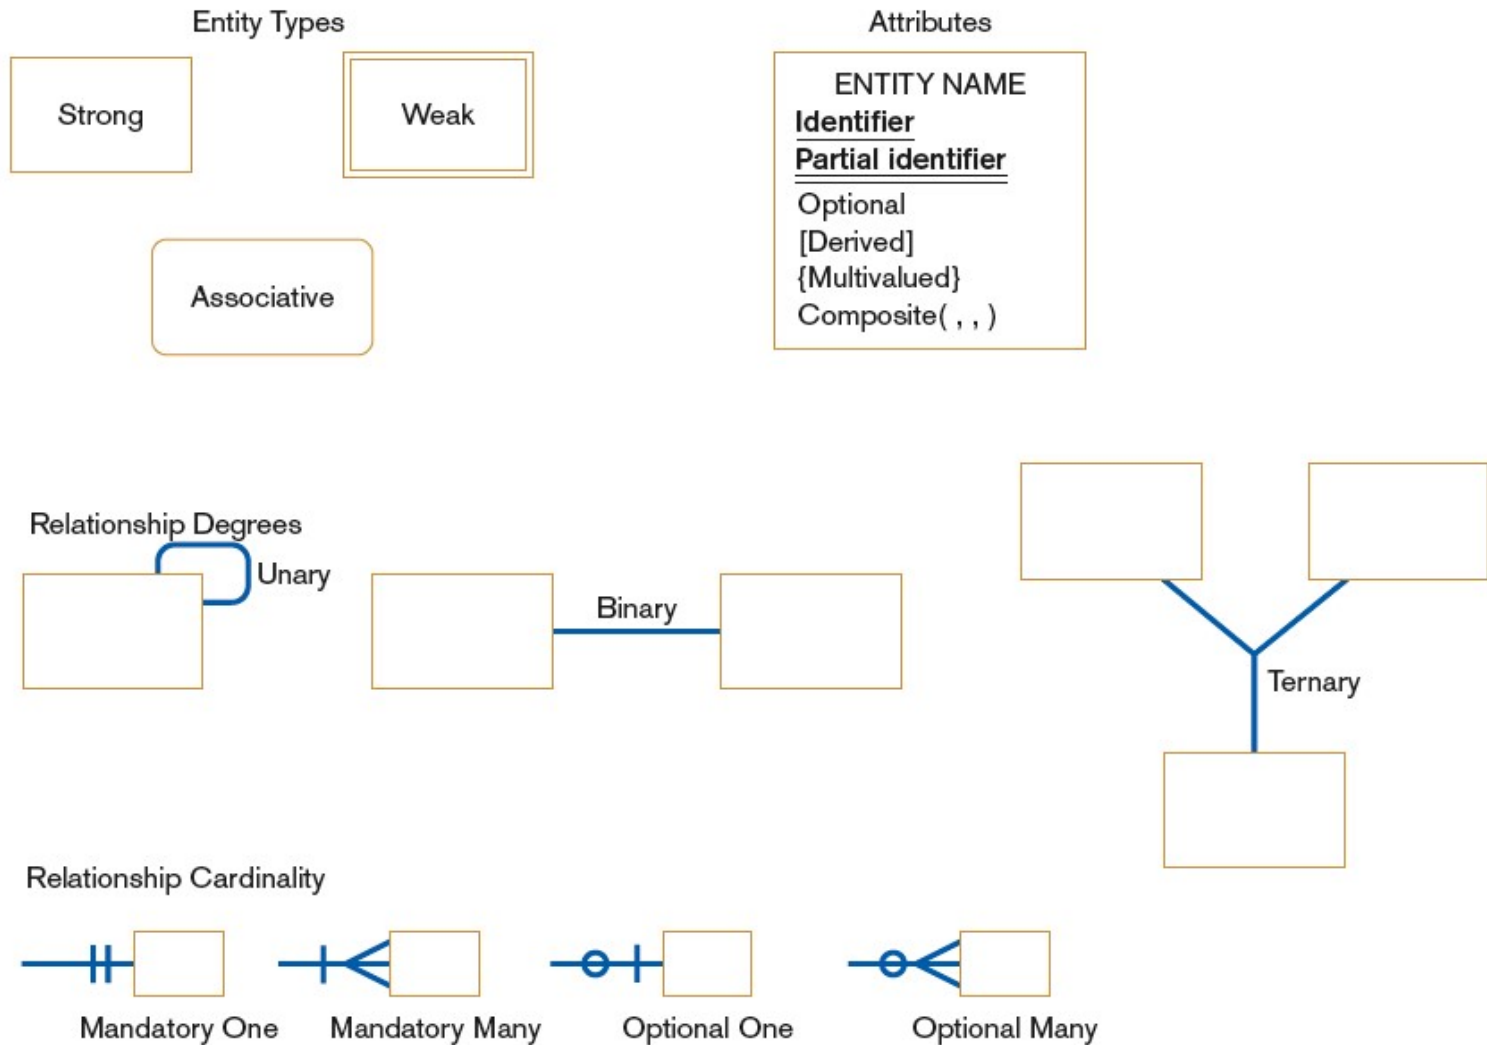 Entity Types
Strong
Weak
Associative
Attributes
ENTITY NAME
Identifier
Partial identifier
Optional
[Derived]
{Multivalued}
Composite( , , )
Relationship Degrees
Unary
Binary
Ternary
Relationship Cardinality
Mandatory One
Mandatory Many
Optional One
Optional Many